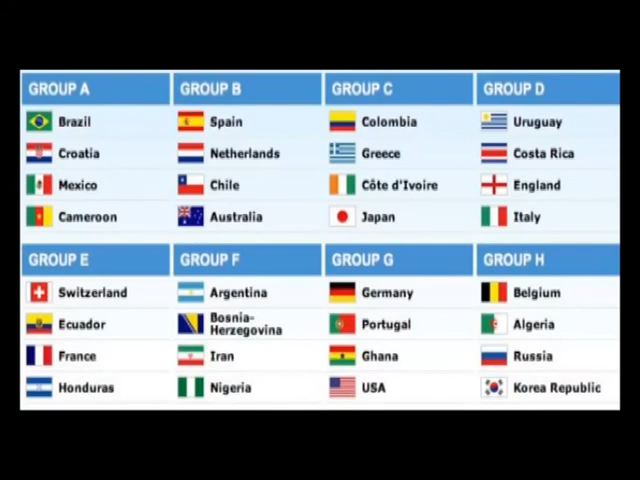 GROUP A
Brazil
Croatia
Mexico
Cameroon
GROUP B
Spain
Netherlands
Chile
Australia
GROUP C
Colombia
Greece
Côte d'Ivoire
Japan
GROUP D
Uruguay
Costa Rica
England
Italy
GROUP E
Switzerland
Ecuador
France
Honduras
GROUP F
Argentina
Bosnia-
Herzegovina
Iran
Nigeria
GROUP G
Germany
Portugal
Ghana
USA
GROUP H
Belgium
Algeria
Russia
Korea Republic